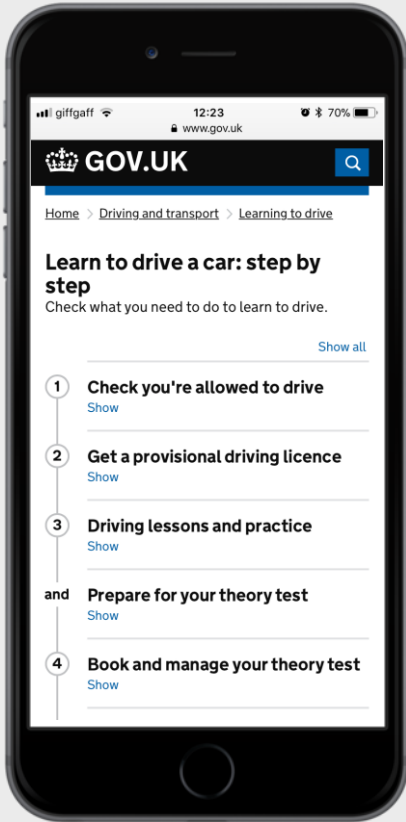 giffgaff 12:23 70%
www.gov.uk
GOV.UK
Home > Driving and transport > Learning to drive
Learn to drive a car: step by
step
Check what you need to do to learn to drive.
Show all
1 Check you're allowed to drive
Show
2 Get a provisional driving licence
Show
3 Driving lessons and practice
Show
and Prepare for your theory test
Show
4 Book and manage your theory test
Show